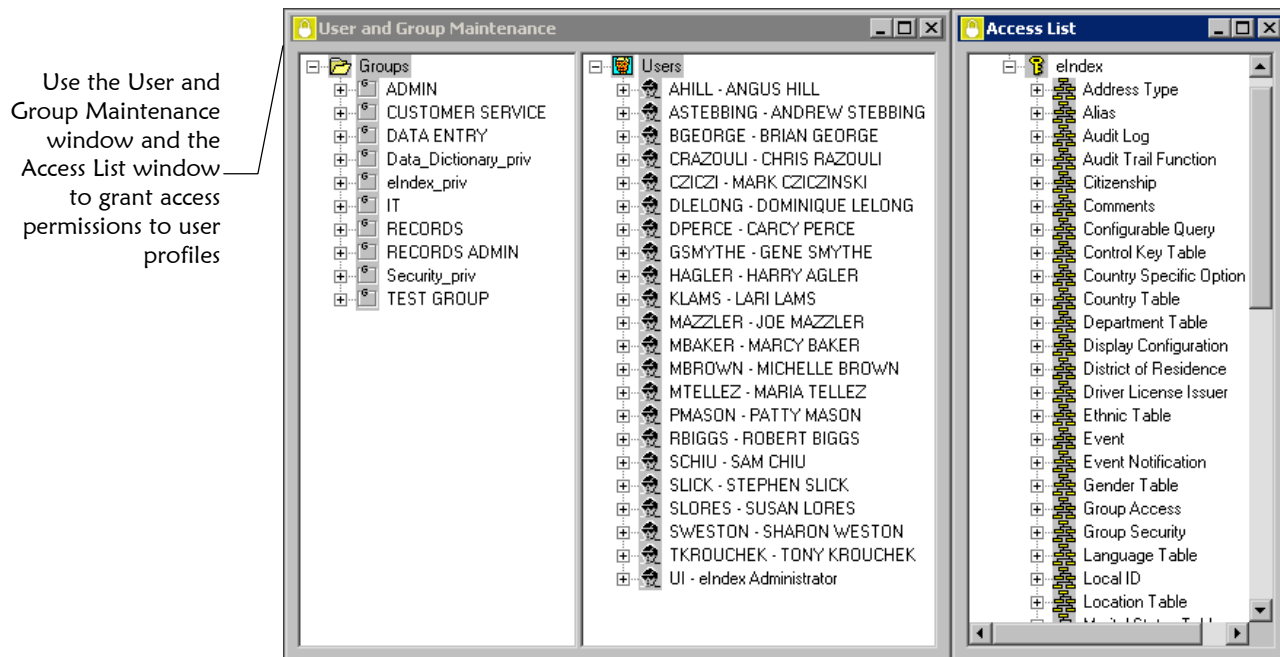 Use the User and
Group Maintenance
window and the
Access List window
to grant access
permissions to user
profiles
User and Group Maintenance
Groups
G ADMIN
G CUSTOMER SERVICE
G DATA ENTRY
G Data_Dictionary_priv
G eIndex_priv
G IT
G RECORDS
G RECORDS ADMIN
G Security_priv
G TEST GROUP
Users
AHILL - ANGUS HILL
ASTEBBING - ANDREW STEBBING
BGEORGE - BRIAN GEORGE
CRAZOULI - CHRIS RAZOULI
CZICZI - MARK CZICZINSKI
DLELONG - DOMINIQUE LELONG
DPERCE - CARCY PERCE
GSMYTHE - GENE SMYTHE
HAGLER - HARRY AGLER
KLAMS - LARI LAMS
MAZZLER - JOE MAZZLER
MBAKER - MARCY BAKER
MBROWN - MICHELLE BROWN
MTELLEZ - MARIA TELLEZ
PMASON - PATTY MASON
RBIGGS - ROBERT BIGGS
SCHIU - SAM CHIU
SLICK - STEPHEN SLICK
SLORES - SUSAN LORES
SWESTON - SHARON WESTON
TKROUCHEK - TONY KROUCHEK
UI - eIndex Administrator
Access List
eIndex
Address Type
Alias
Audit Log
Audit Trail Function
Citizenship
Comments
Configurable Query
Control Key Table
Country Specific Option
Country Table
Department Table
Display Configuration
District of Residence
Driver License Issuer
Ethnic Table
Event
Event Notification
Gender Table
Group Access
Group Security
Language Table
Local ID
Location Table